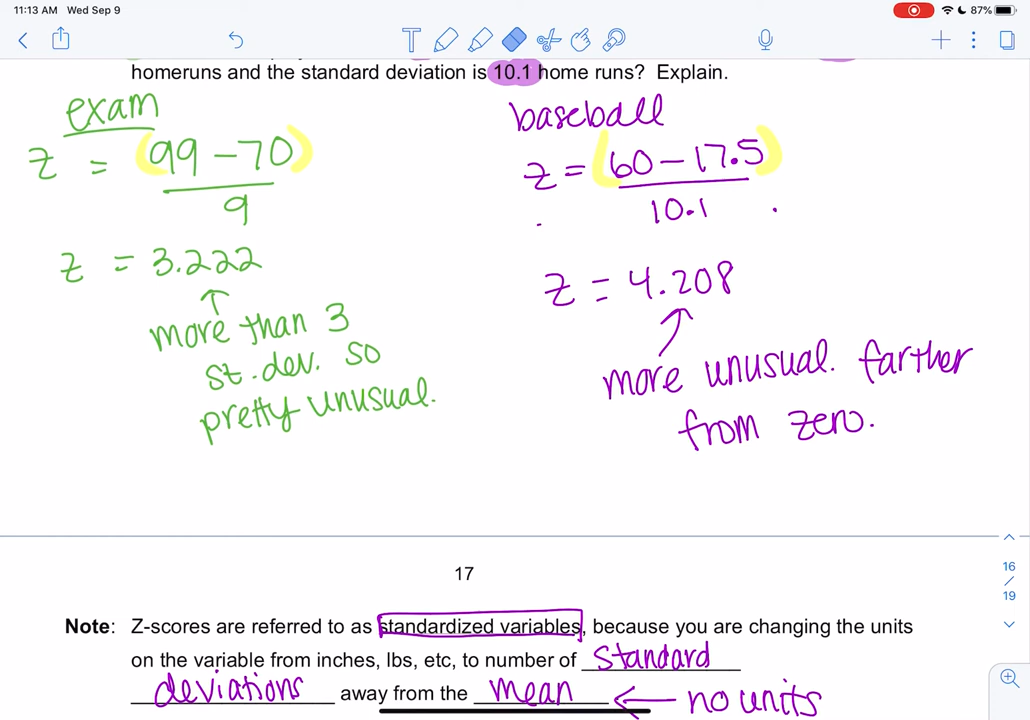 11:13 AM Wed Sep 9
87%
homeruns and the standard deviation is 10.1 home runs? Explain.
exam
z = (99 - 70)
9
z = 3.222
more than 3
st. dev. so
pretty unusual.
baseball
z = (60 - 17.5)
10.1
z = 4.208
more unusual. farther
from zero.
17
16
/
19
Note: Z-scores are referred to as standardized variables, because you are changing the units
on the variable from inches, lbs, etc, to number of standard
deviations away from the mean ← no units